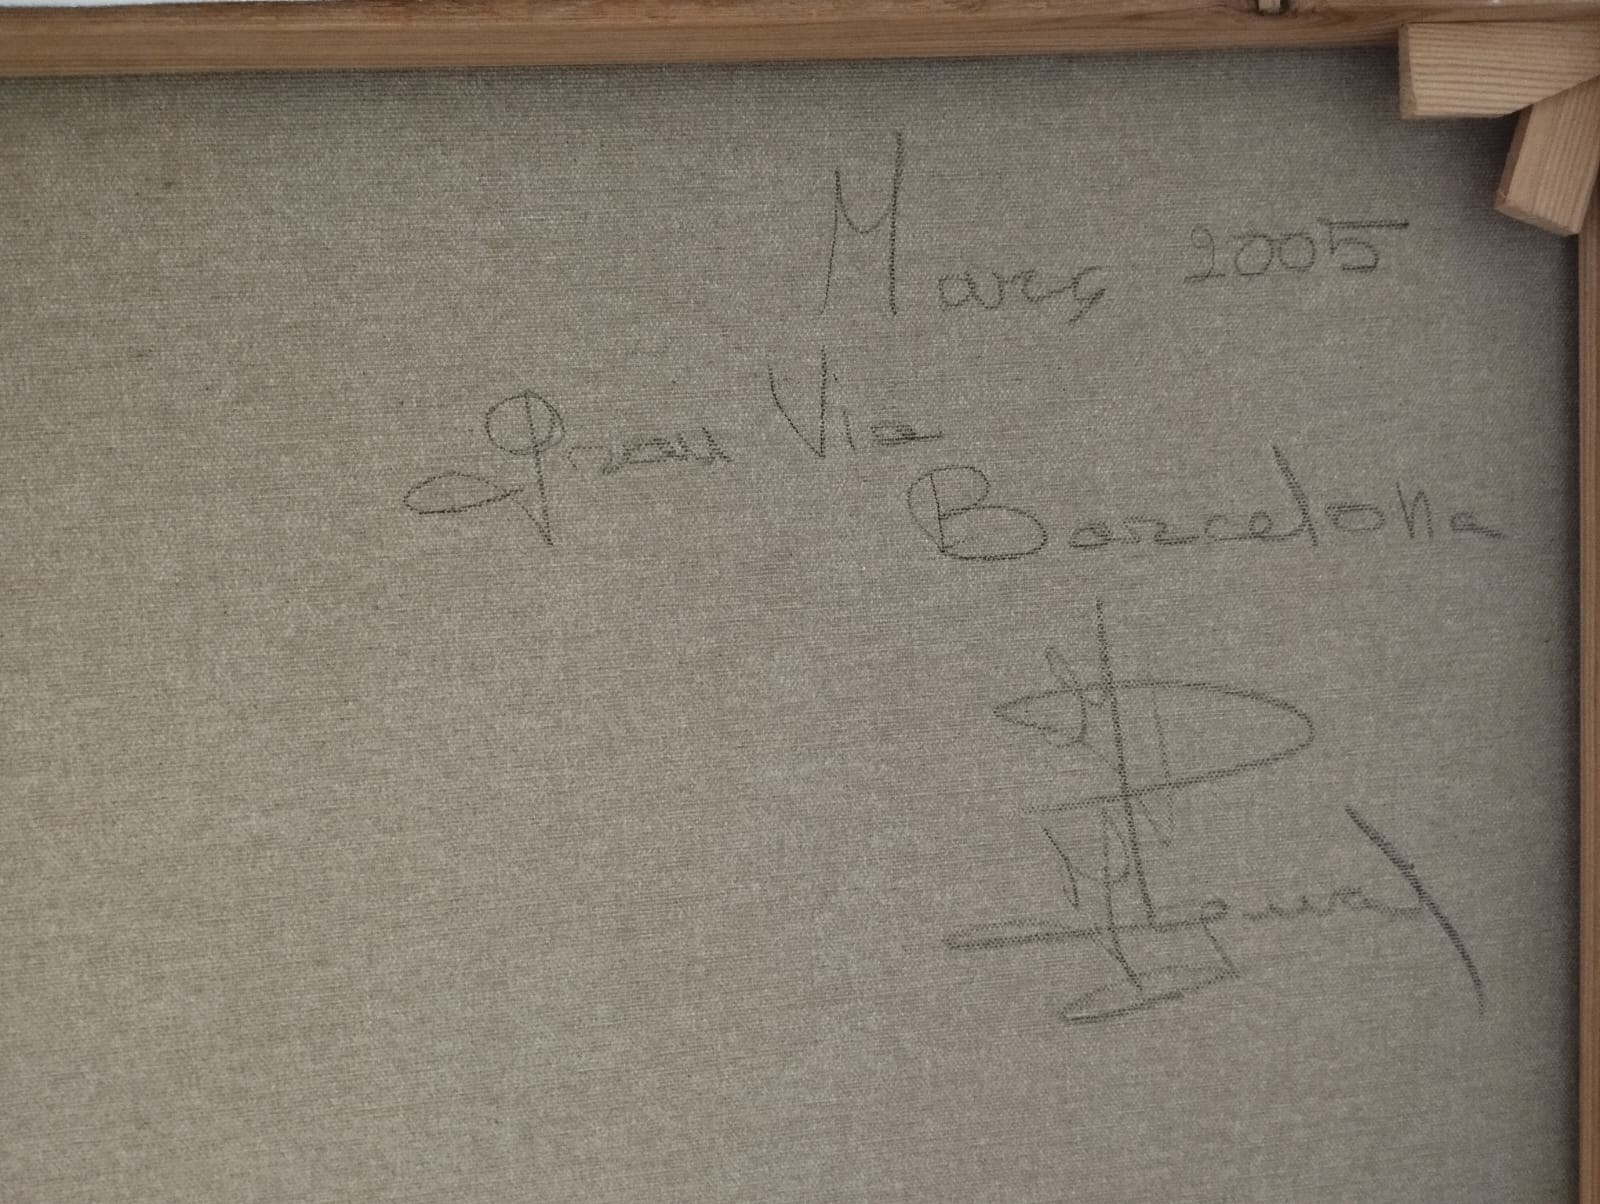 Març 2005
Gran Via
Barcelona